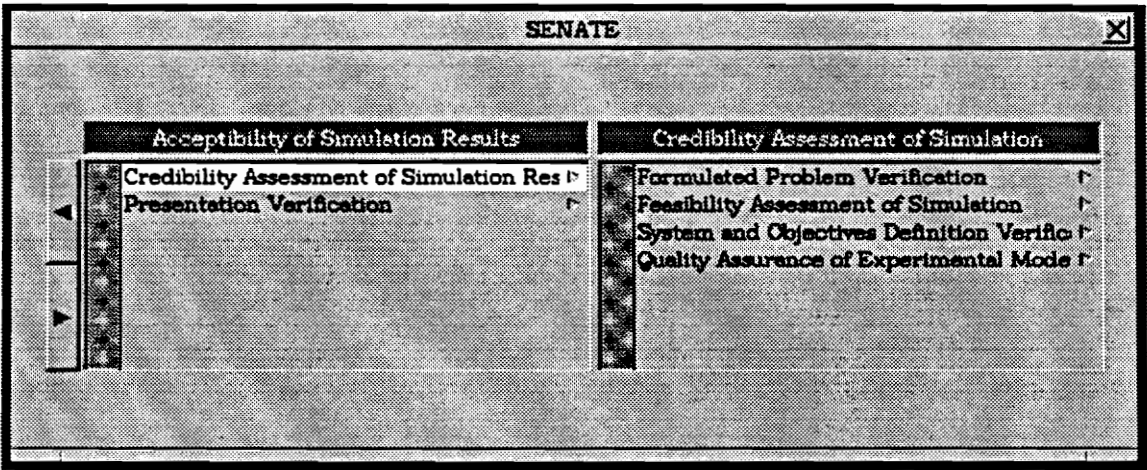 SENATE
Acceptibility of Simulation Results
Credibility Assessment of Simulation
Credibility Assessment of Simulation Res
Presentation Verification
Formulated Problem Verification
Feasibility Assessment of Simulation
System and Objectives Definition Verific
Quality Assurance of Experimental Mode